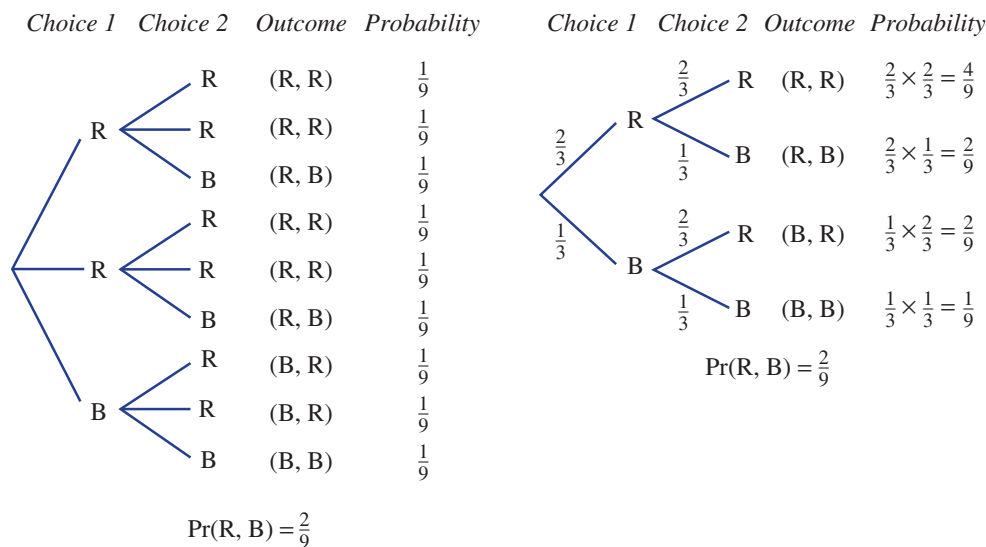 Choice 1 Choice 2 Outcome Probability
R (R, R) 1/9
R R (R, R) 1/9
B (R, B) 1/9
R (R, R) 1/9
R R (R, R) 1/9
B (R, B) 1/9
R (B, R) 1/9
B R (B, R) 1/9
B (B, B) 1/9
Pr(R, B) = 2/9
Choice 1 Choice 2 Outcome Probability
2/3 R (R, R) 2/3 × 2/3 = 4/9
2/3 R
1/3 B (R, B) 2/3 × 1/3 = 2/9
2/3 R (B, R) 1/3 × 2/3 = 2/9
1/3 B
1/3 B (B, B) 1/3 × 1/3 = 1/9
Pr(R, B) = 2/9